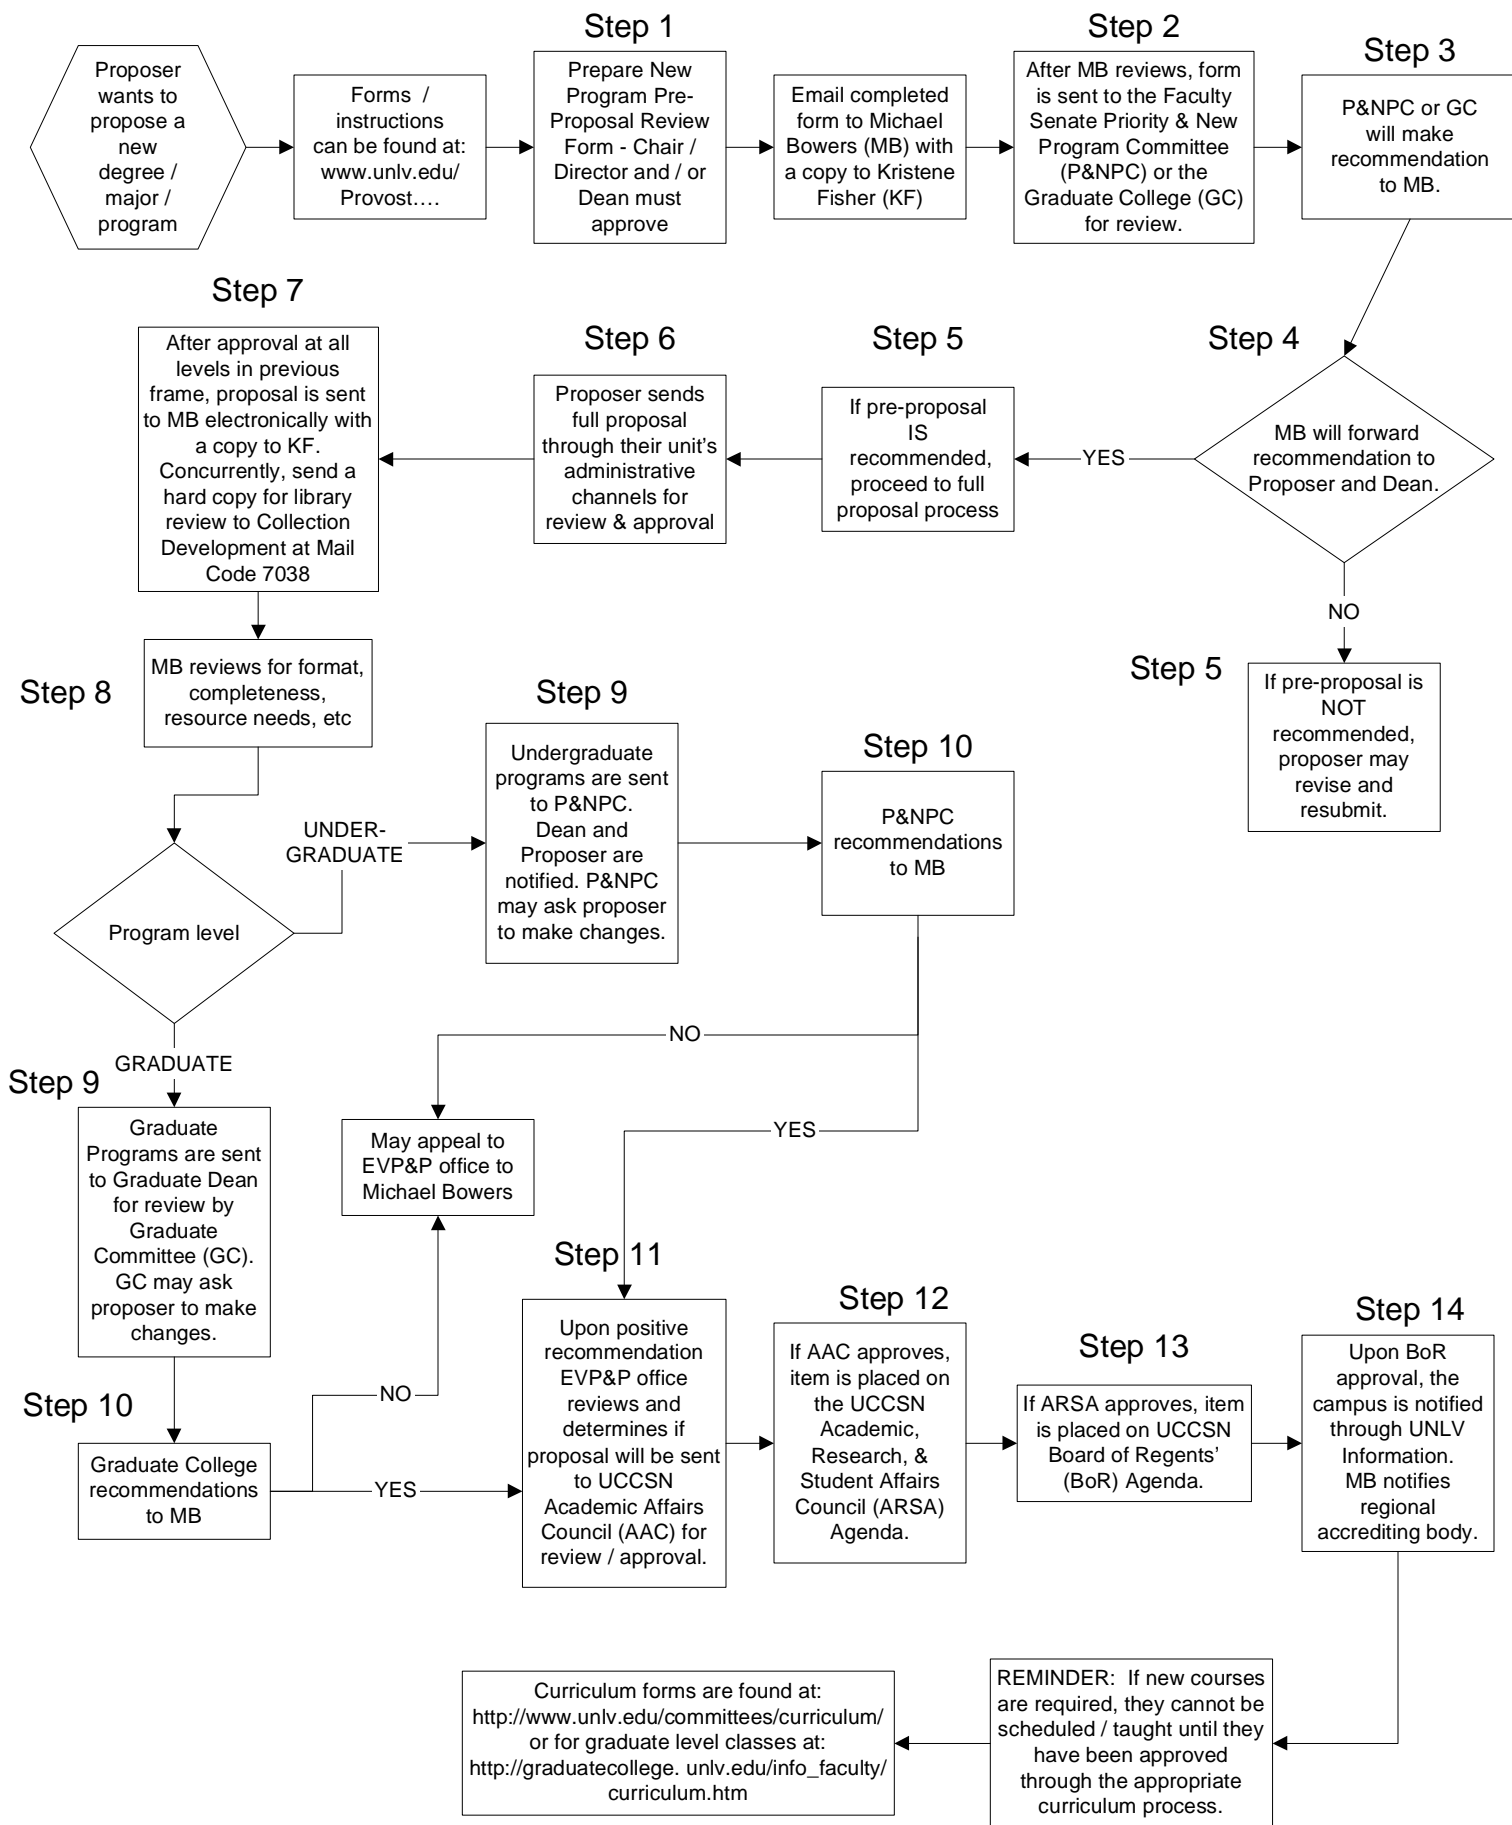 Proposer
wants to
propose a
new
degree /
major /
program
Forms /
instructions
can be found at:
www.unlv.edu/
Provost….
Step 1
Prepare New
Program Pre-
Proposal Review
Form - Chair /
Director and / or
Dean must
approve
Email completed
form to Michael
Bowers (MB) with
a copy to Kristene
Fisher (KF)
Step 2
After MB reviews, form
is sent to the Faculty
Senate Priority & New
Program Committee
(P&NPC) or the
Graduate College (GC)
for review.
Step 3
P&NPC or GC
will make
recommendation
to MB.
Step 4
MB will forward
recommendation to
Proposer and Dean.
YES
Step 5
If pre-proposal
IS
recommended,
proceed to full
proposal process
NO
Step 5
If pre-proposal is
NOT
recommended,
proposer may
revise and
resubmit.
Step 6
Proposer sends
full proposal
through their unit’s
administrative
channels for
review & approval
Step 7
After approval at all
levels in previous
frame, proposal is sent
to MB electronically with
a copy to KF.
Concurrently, send a
hard copy for library
review to Collection
Development at Mail
Code 7038
Step 8
MB reviews for format,
completeness,
resource needs, etc
Program level
UNDER-
GRADUATE
Step 9
Undergraduate
programs are sent
to P&NPC.
Dean and
Proposer are
notified. P&NPC
may ask proposer
to make changes.
Step 10
P&NPC
recommendations
to MB
NO
YES
GRADUATE
Step 9
Graduate
Programs are sent
to Graduate Dean
for review by
Graduate
Committee (GC).
GC may ask
proposer to make
changes.
Step 10
Graduate College
recommendations
to MB
NO
YES
May appeal to
EVP&P office to
Michael Bowers
Step 11
Upon positive
recommendation
EVP&P office
reviews and
determines if
proposal will be sent
to UCCSN
Academic Affairs
Council (AAC) for
review / approval.
Step 12
If AAC approves,
item is placed on
the UCCSN
Academic,
Research, &
Student Affairs
Council (ARSA)
Agenda.
Step 13
If ARSA approves, item
is placed on UCCSN
Board of Regents’
(BoR) Agenda.
Step 14
Upon BoR
approval, the
campus is notified
through UNLV
Information.
MB notifies
regional
accrediting body.
REMINDER: If new courses
are required, they cannot be
scheduled / taught until they
have been approved
through the appropriate
curriculum process.
Curriculum forms are found at:
http://www.unlv.edu/committees/curriculum/
or for graduate level classes at:
http://graduatecollege. unlv.edu/info_faculty/
curriculum.htm